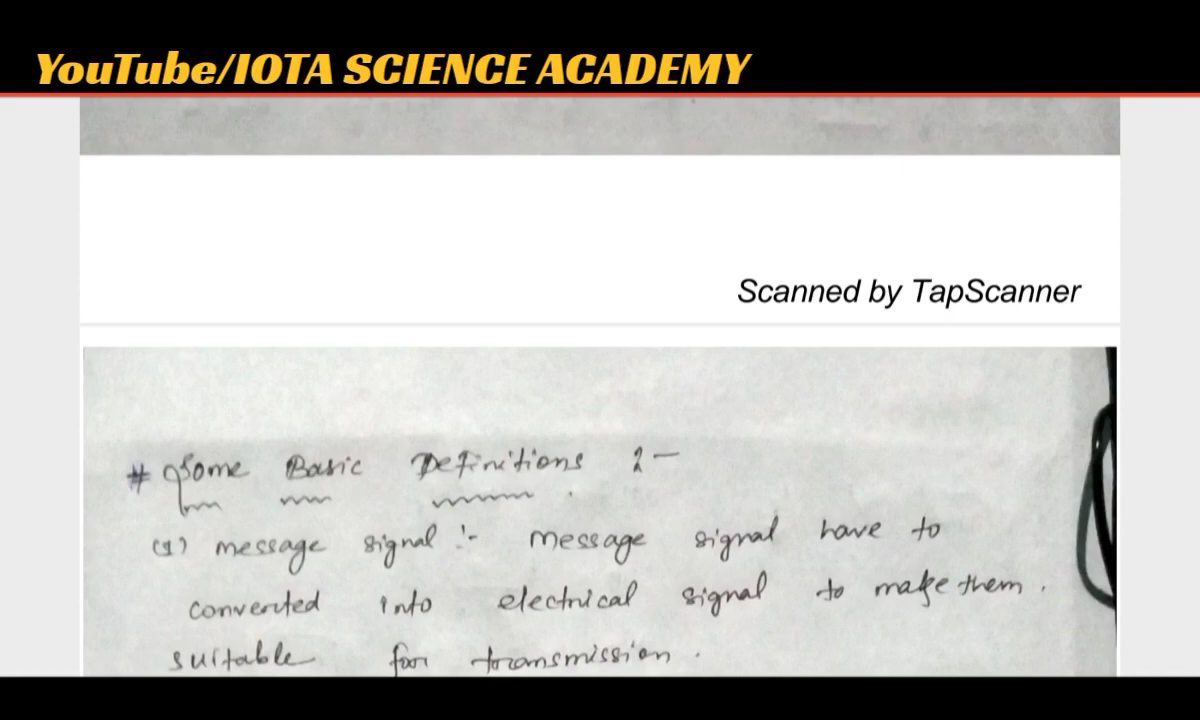 YouTube/IOTA SCIENCE ACADEMY
Scanned by TapScanner
# Some Basic Definitions :-
(1) message signal :- message signal have to
converted into electrical signal to make them.
suitable for transmission.